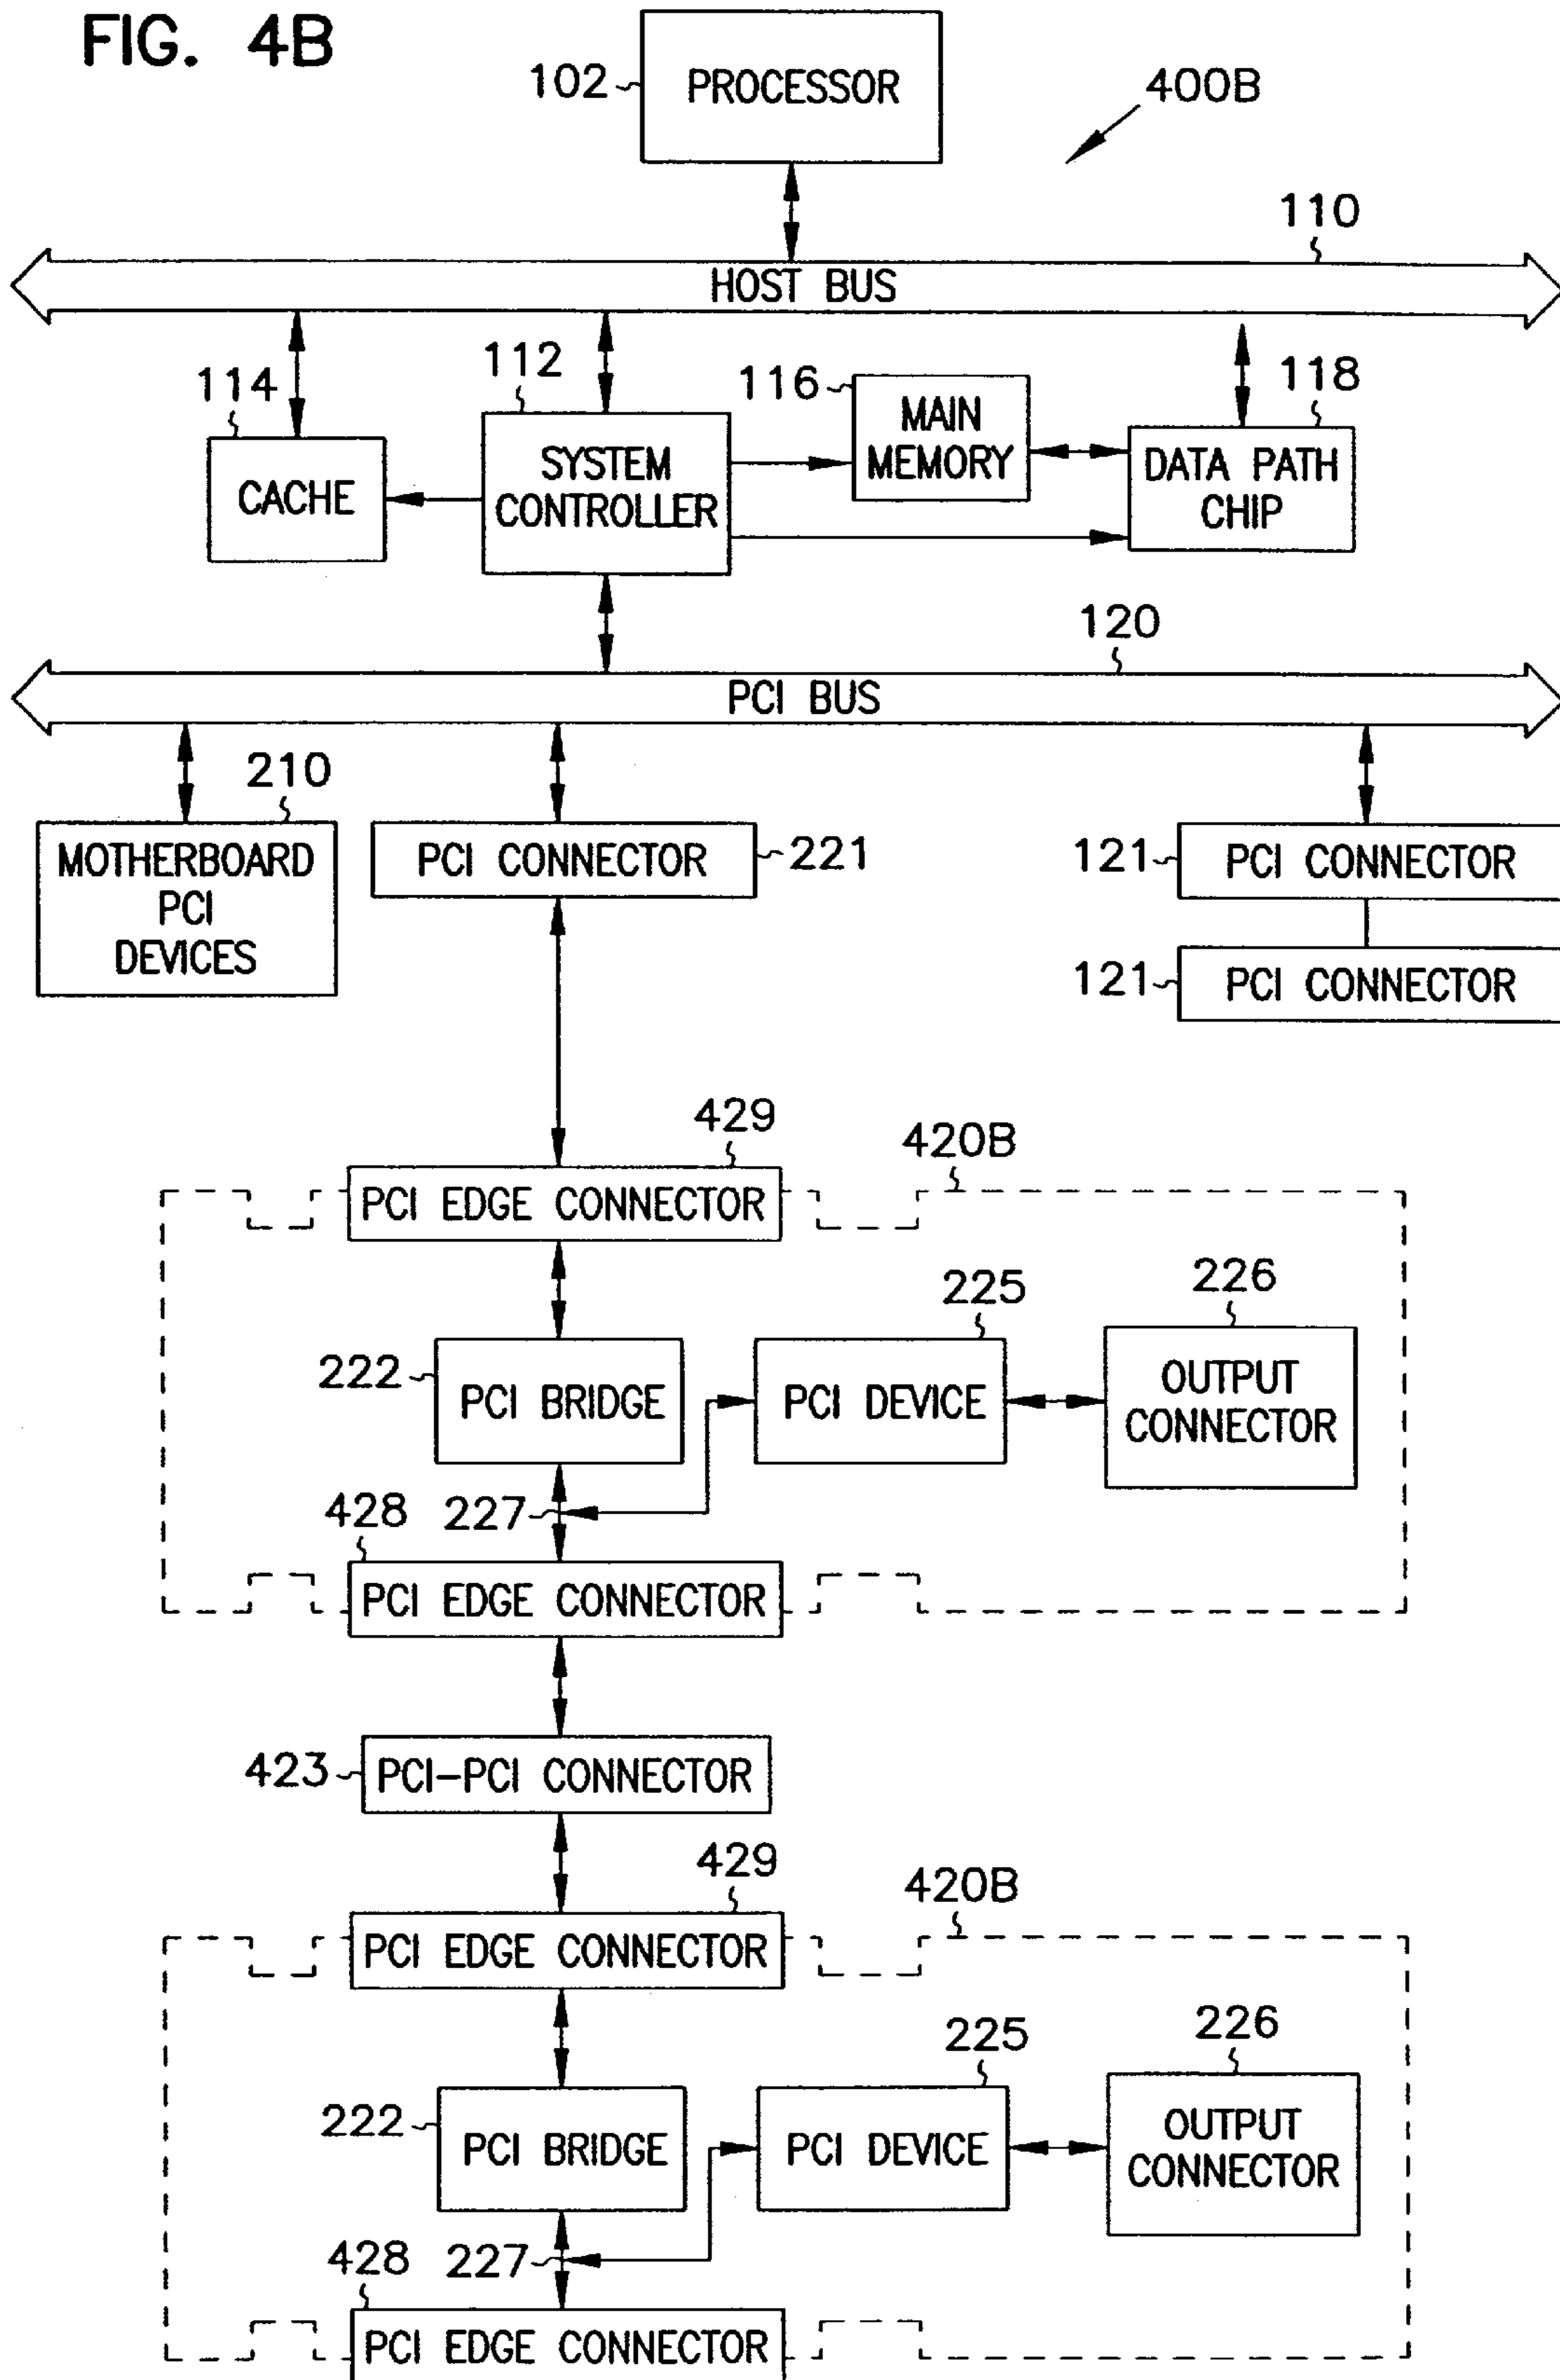 FIG. 4B
102
PROCESSOR
400B
110
HOST BUS
114
112
116
118
CACHE
SYSTEM
CONTROLLER
MAIN
MEMORY
DATA PATH
CHIP
120
PCI BUS
210
MOTHERBOARD
PCI
DEVICES
PCI CONNECTOR
221
121
PCI CONNECTOR
121
PCI CONNECTOR
429
420B
PCI EDGE CONNECTOR
225
226
222
PCI BRIDGE
PCI DEVICE
OUTPUT
CONNECTOR
428
227
PCI EDGE CONNECTOR
423
PCI-PCI CONNECTOR
429
420B
PCI EDGE CONNECTOR
225
226
222
PCI BRIDGE
PCI DEVICE
OUTPUT
CONNECTOR
428
227
PCI EDGE CONNECTOR